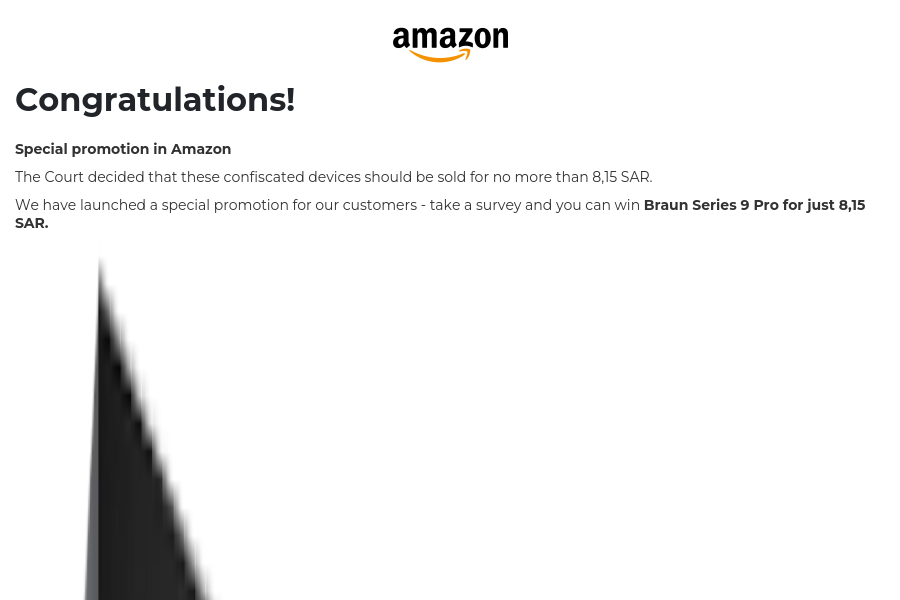 amazon
Congratulations!
Special promotion in Amazon
The Court decided that these confiscated devices should be sold for no more than 8,15 SAR.
We have launched a special promotion for our customers - take a survey and you can win Braun Series 9 Pro for just 8,15
SAR.